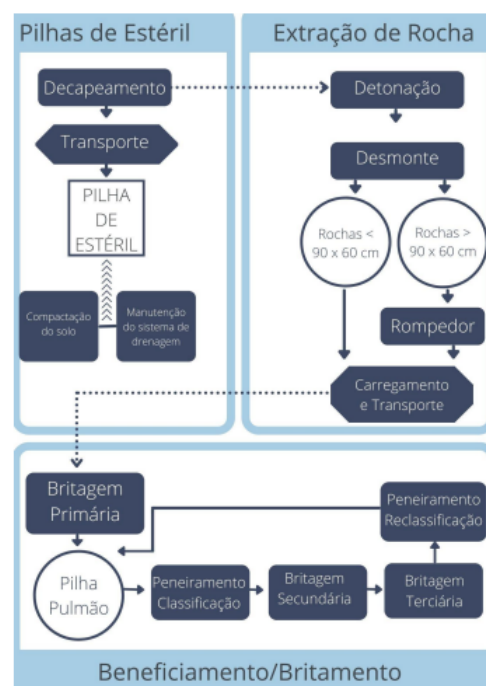 Pilhas de Estéril
Decapeamento
Transporte
PILHA
DE
ESTÉRIL
Compactação
do solo
Manutenção
do sistema de
drenagem
Extração de Rocha
Detonação
Desmonte
Rochas <
90 x 60 cm
Rochas >
90 x 60 cm
Rompedor
Carregamento
e Transporte
Britagem
Primária
Pilha
Pulmão
Peneiramento
Classificação
Britagem
Secundária
Britagem
Terciária
Peneiramento
Reclassificação
Beneficiamento/Britamento